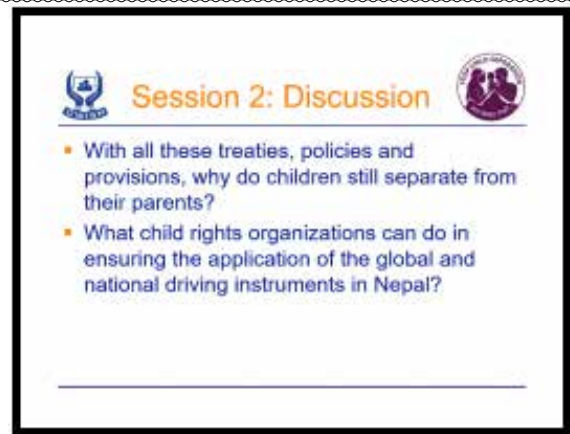 Session 2: Discussion
With all these treaties, policies and
provisions, why do children still separate from
their parents?
What child rights organizations can do in
ensuring the application of the global and
national driving instruments in Nepal?